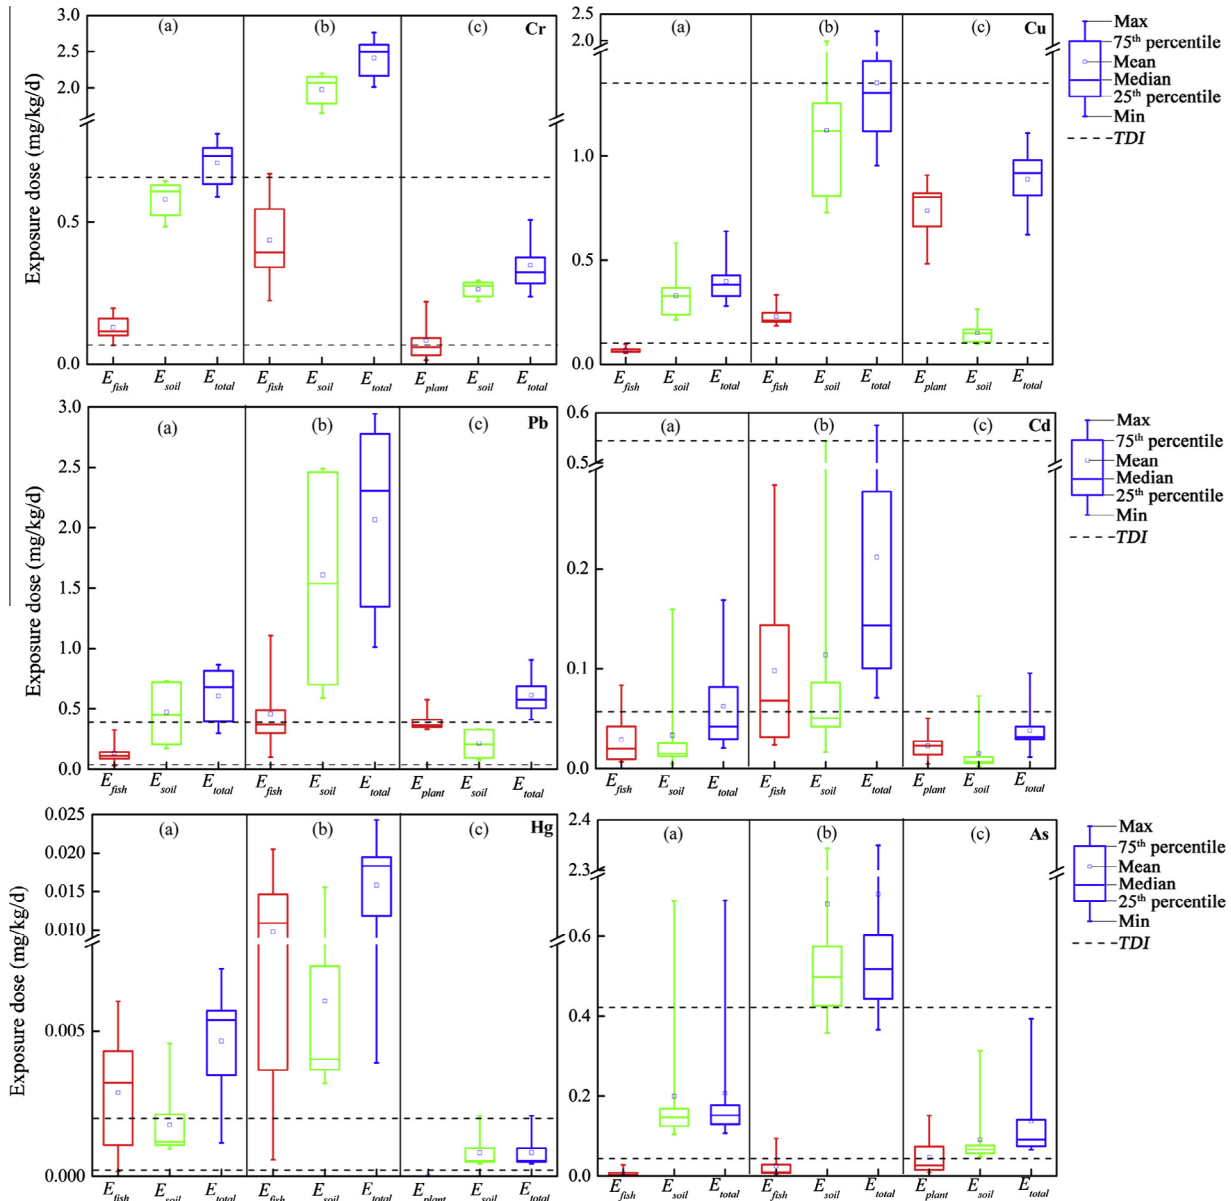 Exposure dose (mg/kg/d)
3.0
2.5
2.0
0.5
0.0
(a)
(b)
(c)
Cr
E_fish
E_soil
E_total
E_fish
E_soil
E_total
E_plant
E_soil
E_total
2.0
1.5
1.0
0.5
0.0
(a)
(b)
(c)
Cu
E_fish
E_soil
E_total
E_fish
E_soil
E_total
E_plant
E_soil
E_total
Max
75th percentile
Mean
Median
25th percentile
Min
TDI
Exposure dose (mg/kg/d)
3.0
2.5
2.0
1.5
1.0
0.5
0.0
(a)
(b)
(c)
Pb
E_fish
E_soil
E_total
E_fish
E_soil
E_total
E_plant
E_soil
E_total
0.6
0.5
0.2
0.1
0.0
(a)
(b)
(c)
Cd
E_fish
E_soil
E_total
E_fish
E_soil
E_total
E_plant
E_soil
E_total
Max
75th percentile
Mean
Median
25th percentile
Min
TDI
Exposure dose (mg/kg/d)
0.025
0.020
0.015
0.010
0.005
0.000
(a)
(b)
(c)
Hg
E_fish
E_soil
E_total
E_fish
E_soil
E_total
E_plant
E_soil
E_total
2.4
2.3
0.6
0.4
0.2
0.0
(a)
(b)
(c)
As
E_fish
E_soil
E_total
E_fish
E_soil
E_total
E_plant
E_soil
E_total
Max
75th percentile
Mean
Median
25th percentile
Min
TDI